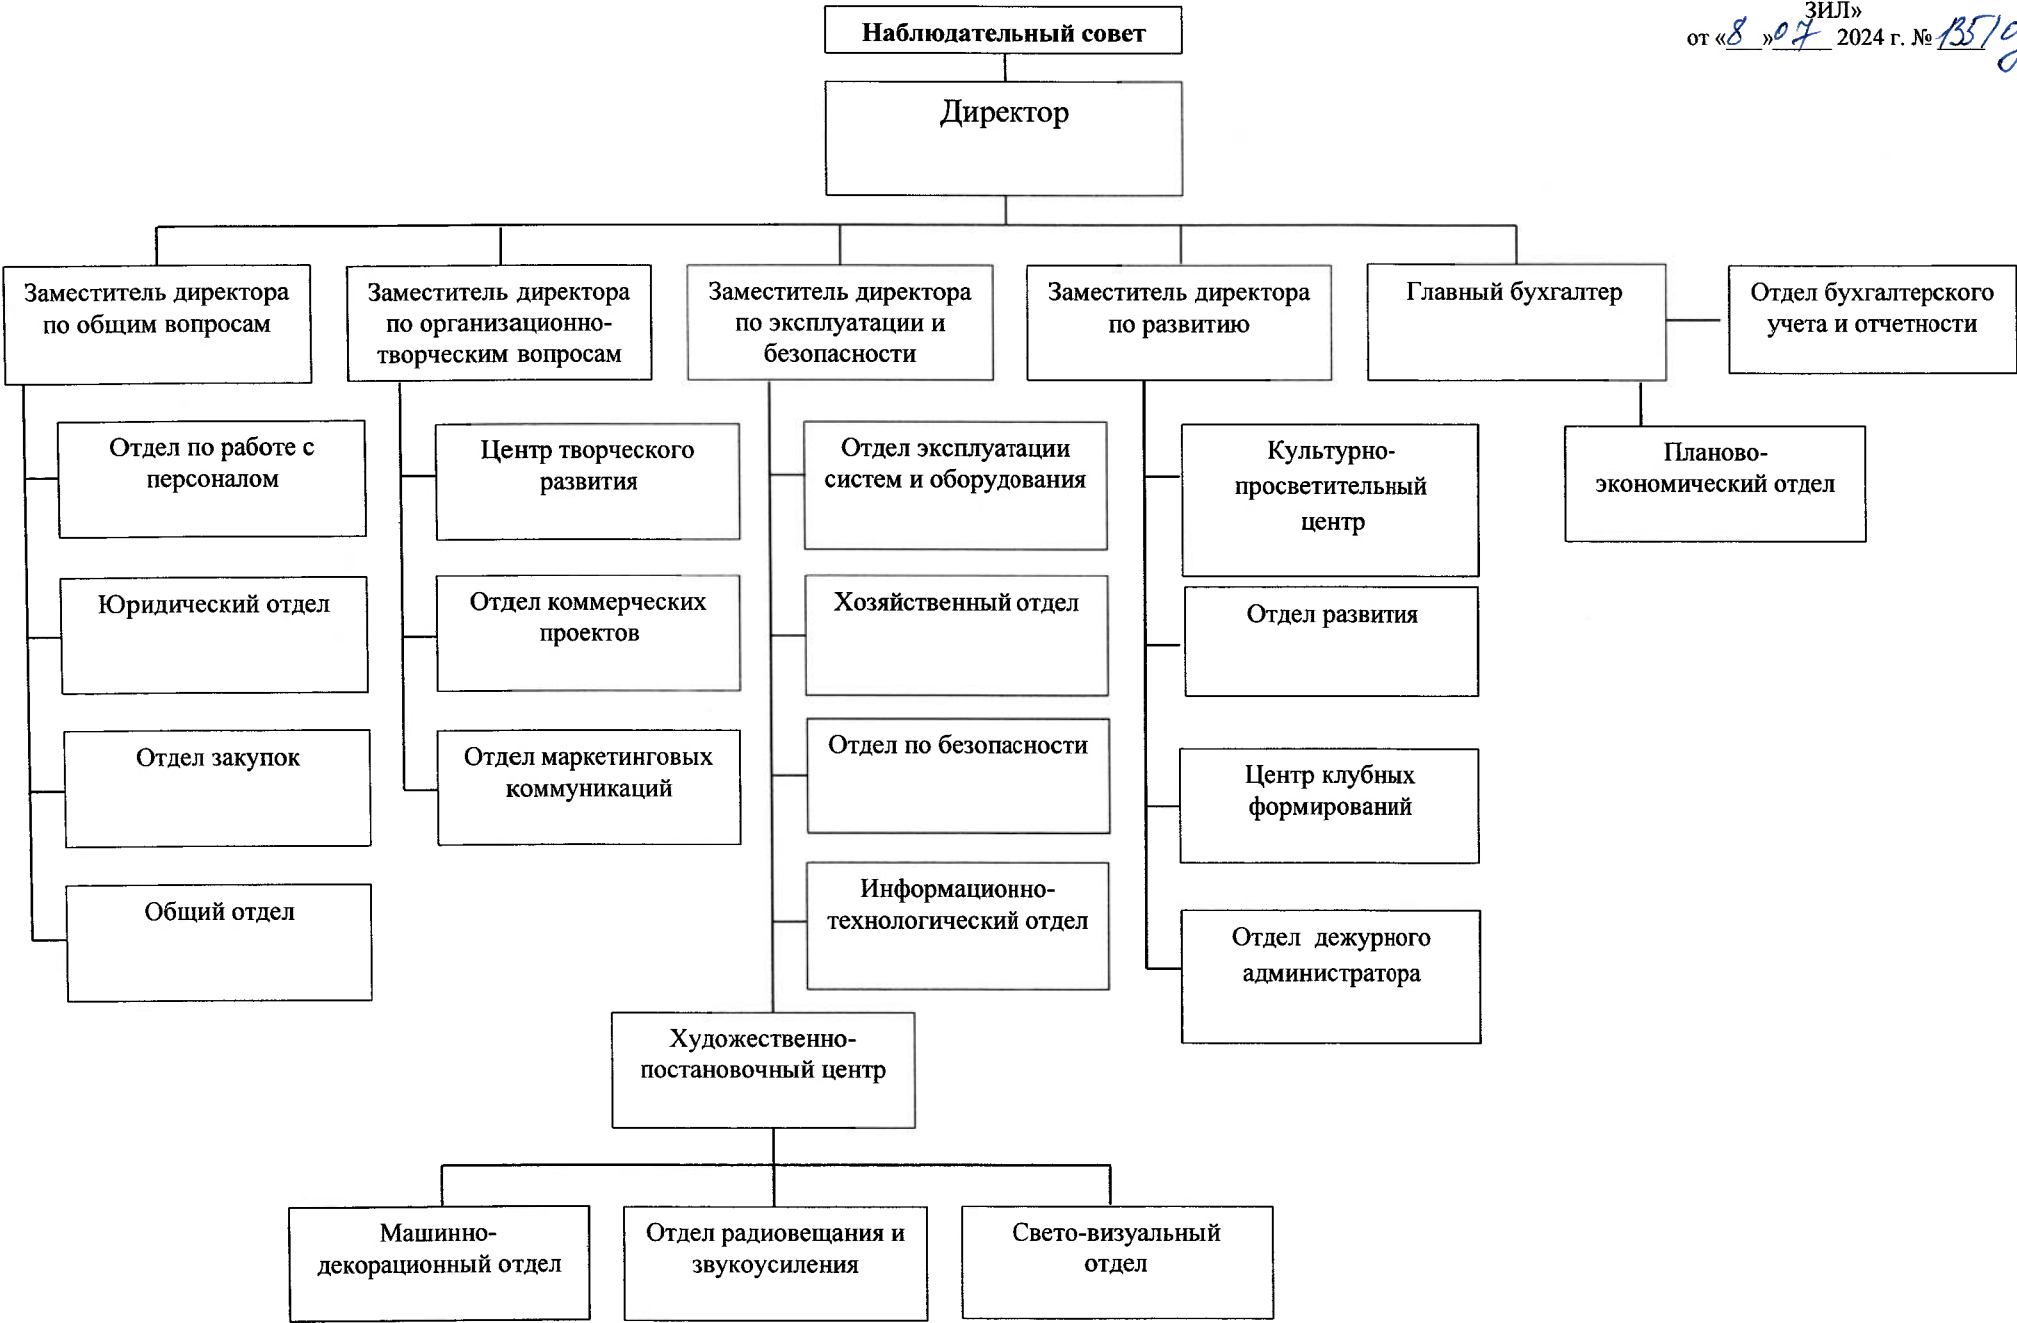 ЗИЛ»
от «8» 07 2024 г. №
Наблюдательный совет
Директор
Заместитель директора
по общим вопросам
Заместитель директора
по организационно-
творческим вопросам
Заместитель директора
по эксплуатации и
безопасности
Заместитель директора
по развитию
Главный бухгалтер
Отдел бухгалтерского
учета и отчетности
Отдел по работе с
персоналом
Юридический отдел
Отдел закупок
Общий отдел
Центр творческого
развития
Отдел коммерческих
проектов
Отдел маркетинговых
коммуникаций
Отдел эксплуатации
систем и оборудования
Хозяйственный отдел
Отдел по безопасности
Информационно-
технологический отдел
Культурно-
просветительный
центр
Отдел развития
Центр клубных
формирований
Отдел дежурного
администратора
Планово-
экономический отдел
Художественно-
постановочный центр
Машинно-
декорационный отдел
Отдел радиовещания и
звукоусиления
Свето-визуальный
отдел